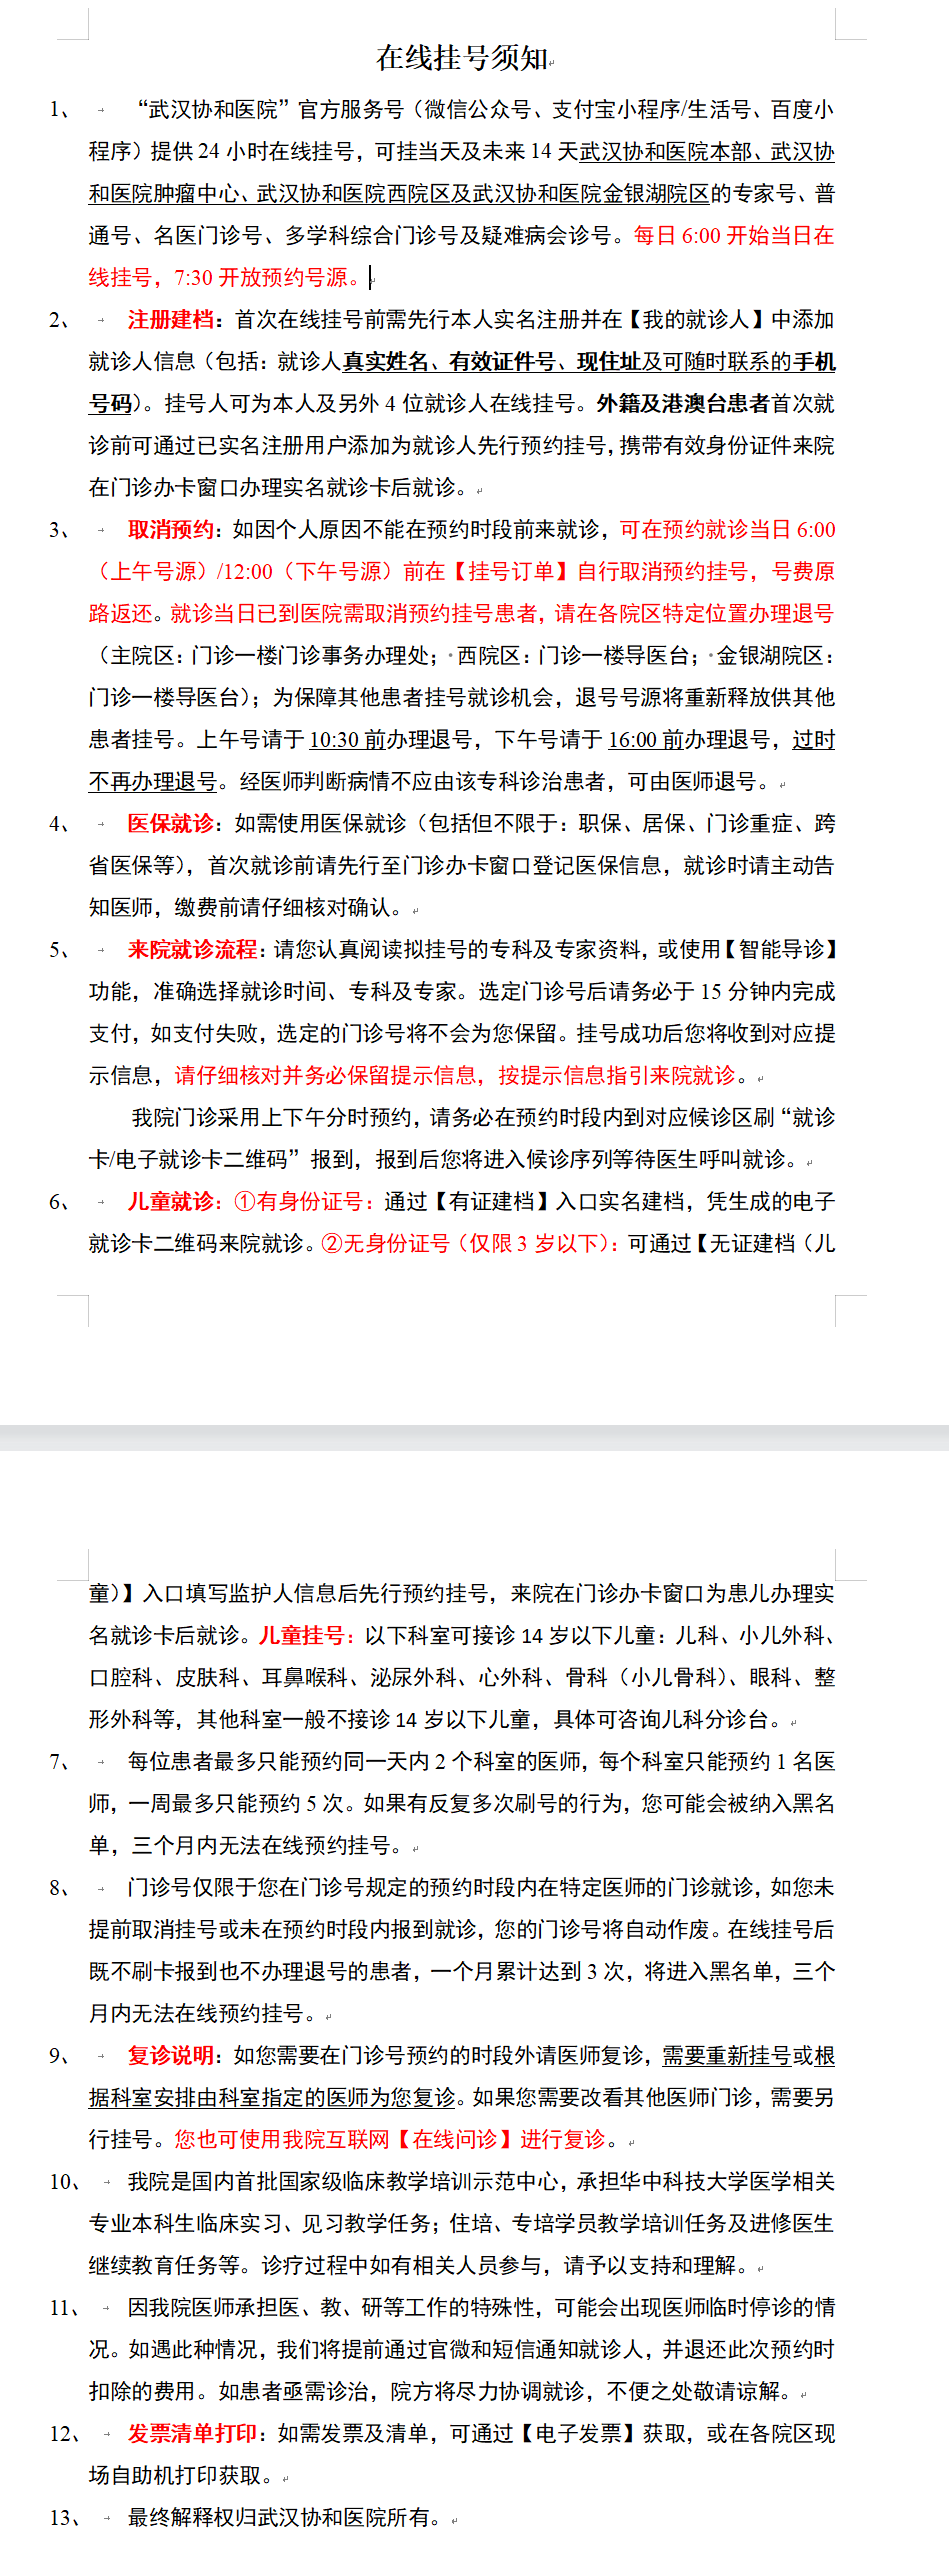 在线挂号须知
1、 “武汉协和医院”官方服务号（微信公众号、支付宝小程序/生活号、百度小
程序）提供 24 小时在线挂号，可挂当天及未来 14 天武汉协和医院本部、武汉协
和医院肿瘤中心、武汉协和医院西院区及武汉协和医院金银湖院区的专家号、普
通号、名医门诊号、多学科综合门诊号及疑难病会诊号。每日 6:00 开始当日在
线挂号，7:30 开放预约号源。
2、 注册建档：首次在线挂号前需先行本人实名注册并在【我的就诊人】中添加
就诊人信息（包括：就诊人真实姓名、有效证件号、现住址及可随时联系的手机
号码）。挂号人可为本人及另外 4 位就诊人在线挂号。外籍及港澳台患者首次就
诊前可通过已实名注册用户添加为就诊人先行预约挂号，携带有效身份证件来院
在门诊办卡窗口办理实名就诊卡后就诊。
3、 取消预约：如因个人原因不能在预约时段前来就诊，可在预约就诊当日 6:00
（上午号源）/12:00（下午号源）前在【挂号订单】自行取消预约挂号，号费原
路返还。就诊当日已到医院需取消预约挂号患者，请在各院区特定位置办理退号
（主院区：门诊一楼门诊事务办理处； 西院区：门诊一楼导医台； 金银湖院区：
门诊一楼导医台）；为保障其他患者挂号就诊机会，退号号源将重新释放供其他
患者挂号。上午号请于 10:30 前办理退号，下午号请于 16:00 前办理退号，过时
不再办理退号。经医师判断病情不应由该专科诊治患者，可由医师退号。
4、 医保就诊：如需使用医保就诊（包括但不限于：职保、居保、门诊重症、跨
省医保等），首次就诊前请先行至门诊办卡窗口登记医保信息，就诊时请主动告
知医师，缴费前请仔细核对确认。
5、 来院就诊流程：请您认真阅读拟挂号的专科及专家资料，或使用【智能导诊】
功能，准确选择就诊时间、专科及专家。选定门诊号后请务必于 15 分钟内完成
支付，如支付失败，选定的门诊号将不会为您保留。挂号成功后您将收到对应提
示信息，请仔细核对并务必保留提示信息，按提示信息指引来院就诊。
我院门诊采用上下午分时预约，请务必在预约时段内到对应候诊区刷“就诊
卡/电子就诊卡二维码”报到，报到后您将进入候诊序列等待医生呼叫就诊。
6、 儿童就诊：①有身份证号：通过【有证建档】入口实名建档，凭生成的电子
就诊卡二维码来院就诊。②无身份证号（仅限 3 岁以下）：可通过【无证建档（儿
童）】入口填写监护人信息后先行预约挂号，来院在门诊办卡窗口为患儿办理实
名就诊卡后就诊。儿童挂号：以下科室可接诊 14 岁以下儿童：儿科、小儿外科、
口腔科、皮肤科、耳鼻喉科、泌尿外科、心外科、骨科（小儿骨科）、眼科、整
形外科等，其他科室一般不接诊 14 岁以下儿童，具体可咨询儿科分诊台。
7、 每位患者最多只能预约同一天内 2 个科室的医师，每个科室只能预约 1 名医
师，一周最多只能预约 5 次。如果有反复多次刷号的行为，您可能会被纳入黑名
单，三个月内无法在线预约挂号。
8、 门诊号仅限于您在门诊号规定的预约时段内在特定医师的门诊就诊，如您未
提前取消挂号或未在预约时段内报到就诊，您的门诊号将自动作废。在线挂号后
既不刷卡报到也不办理退号的患者，一个月累计达到 3 次，将进入黑名单，三个
月内无法在线预约挂号。
9、 复诊说明：如您需要在门诊号预约的时段外请医师复诊，需要重新挂号或根
据科室安排由科室指定的医师为您复诊。如果您需要改看其他医师门诊，需要另
行挂号。您也可使用我院互联网【在线问诊】进行复诊。
10、 我院是国内首批国家级临床教学培训示范中心，承担华中科技大学医学相关
专业本科生临床实习、见习教学任务；住培、专培学员教学培训任务及进修医生
继续教育任务等。诊疗过程中如有相关人员参与，请予以支持和理解。
11、 因我院医师承担医、教、研等工作的特殊性，可能会出现医师临时停诊的情
况。如遇此种情况，我们将提前通过官微和短信通知就诊人，并退还此次预约时
扣除的费用。如患者亟需诊治，院方将尽力协调就诊，不便之处敬请谅解。
12、 发票清单打印：如需发票及清单，可通过【电子发票】获取，或在各院区现
场自助机打印获取。
13、 最终解释权归武汉协和医院所有。